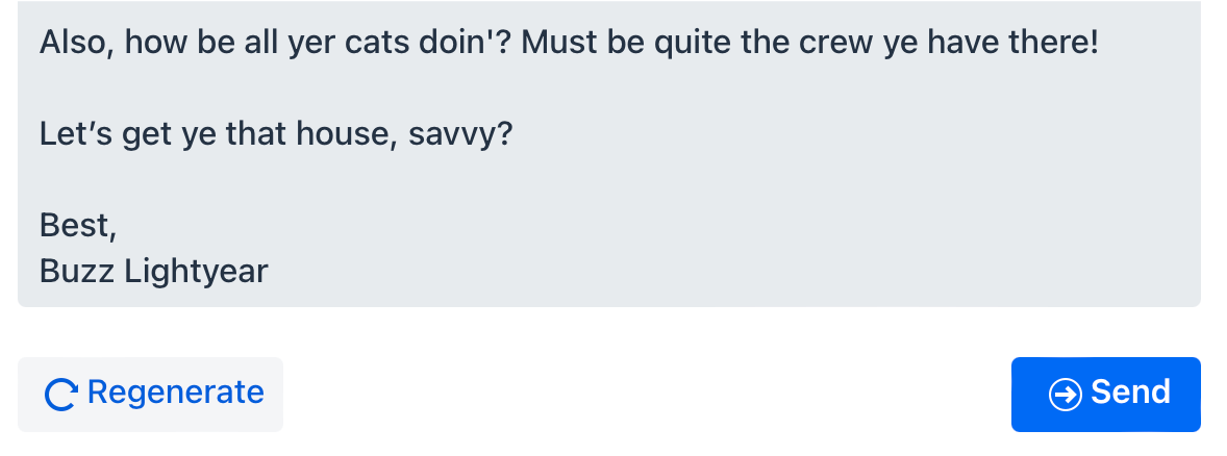 Also, how be all yer cats doin'? Must be quite the crew ye have there!
Let’s get ye that house, savvy?
Best,
Buzz Lightyear
Regenerate
Send